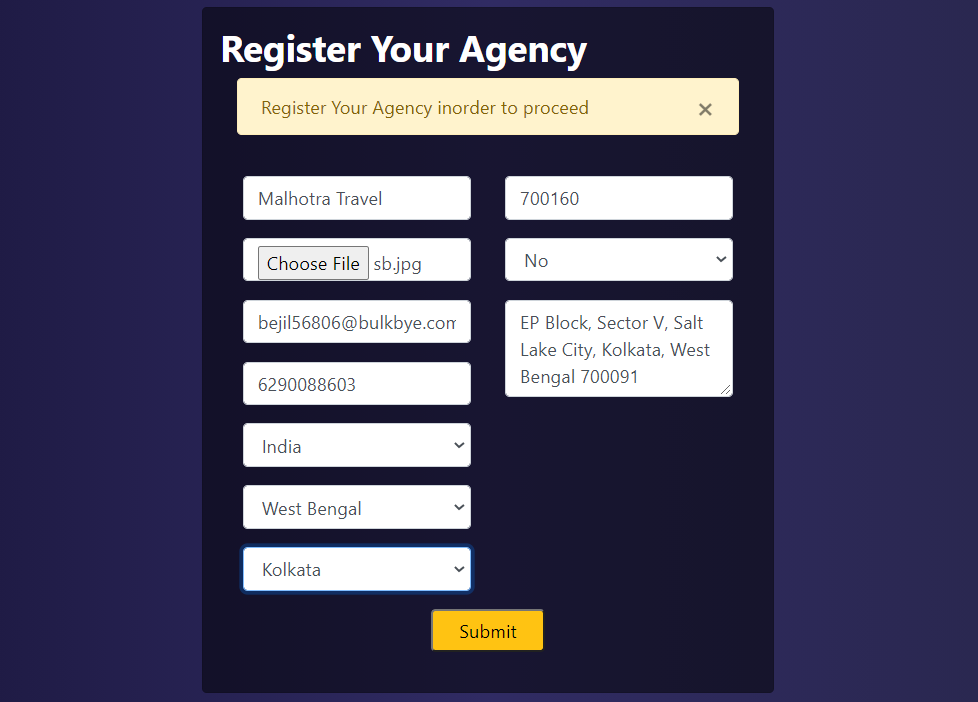 Register Your Agency
Register Your Agency inorder to proceed
×
Malhotra Travel
700160
Choose File sb.jpg
No
bejil56806@bulkbye.com
EP Block, Sector V, Salt
Lake City, Kolkata, West
Bengal 700091
6290088603
India
West Bengal
Kolkata
Submit